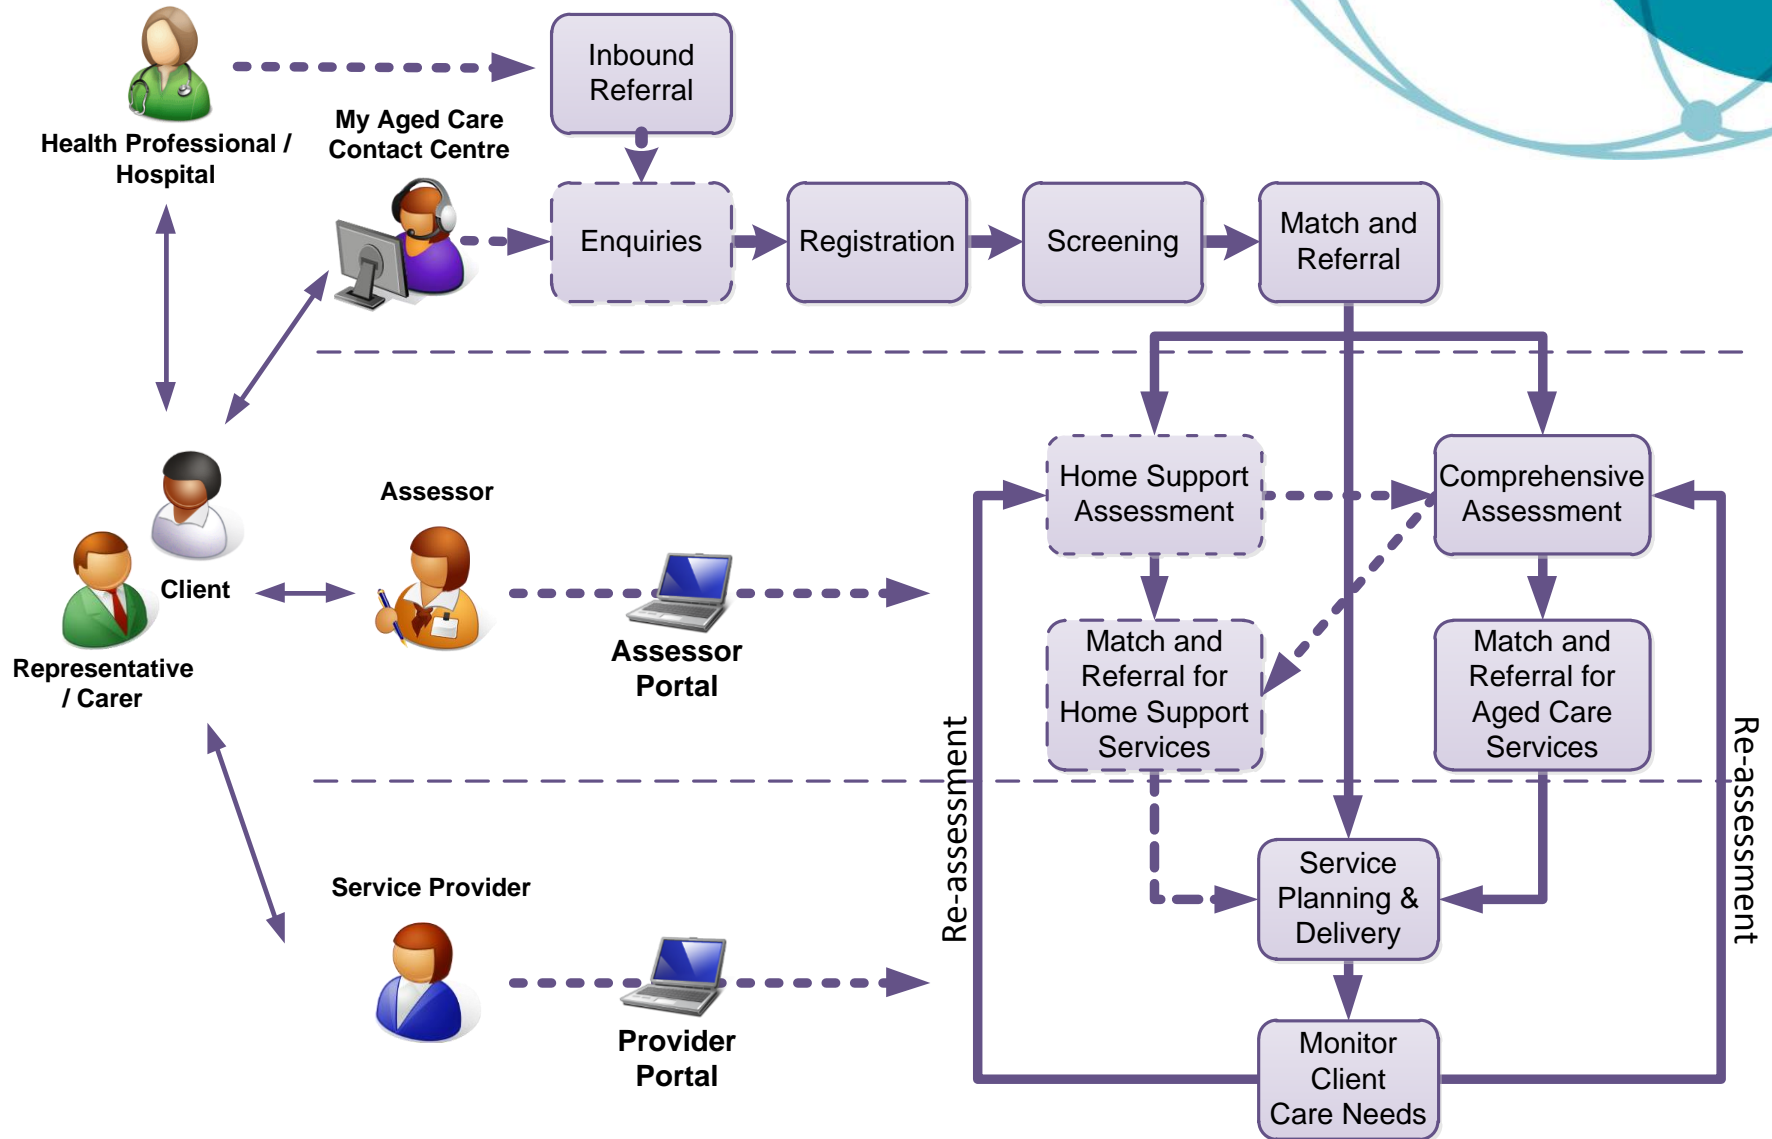 Inbound
Referral
Health Professional /
Hospital
My Aged Care
Contact Centre
Enquiries
Registration
Screening
Match and
Referral
Client
Representative
/ Carer
Assessor
Assessor
Portal
Home Support
Assessment
Comprehensive
Assessment
Match and
Referral for
Home Support
Services
Match and
Referral for
Aged Care
Services
Re-assessment
Re-assessment
Service Provider
Provider
Portal
Service
Planning &
Delivery
Monitor
Client
Care Needs